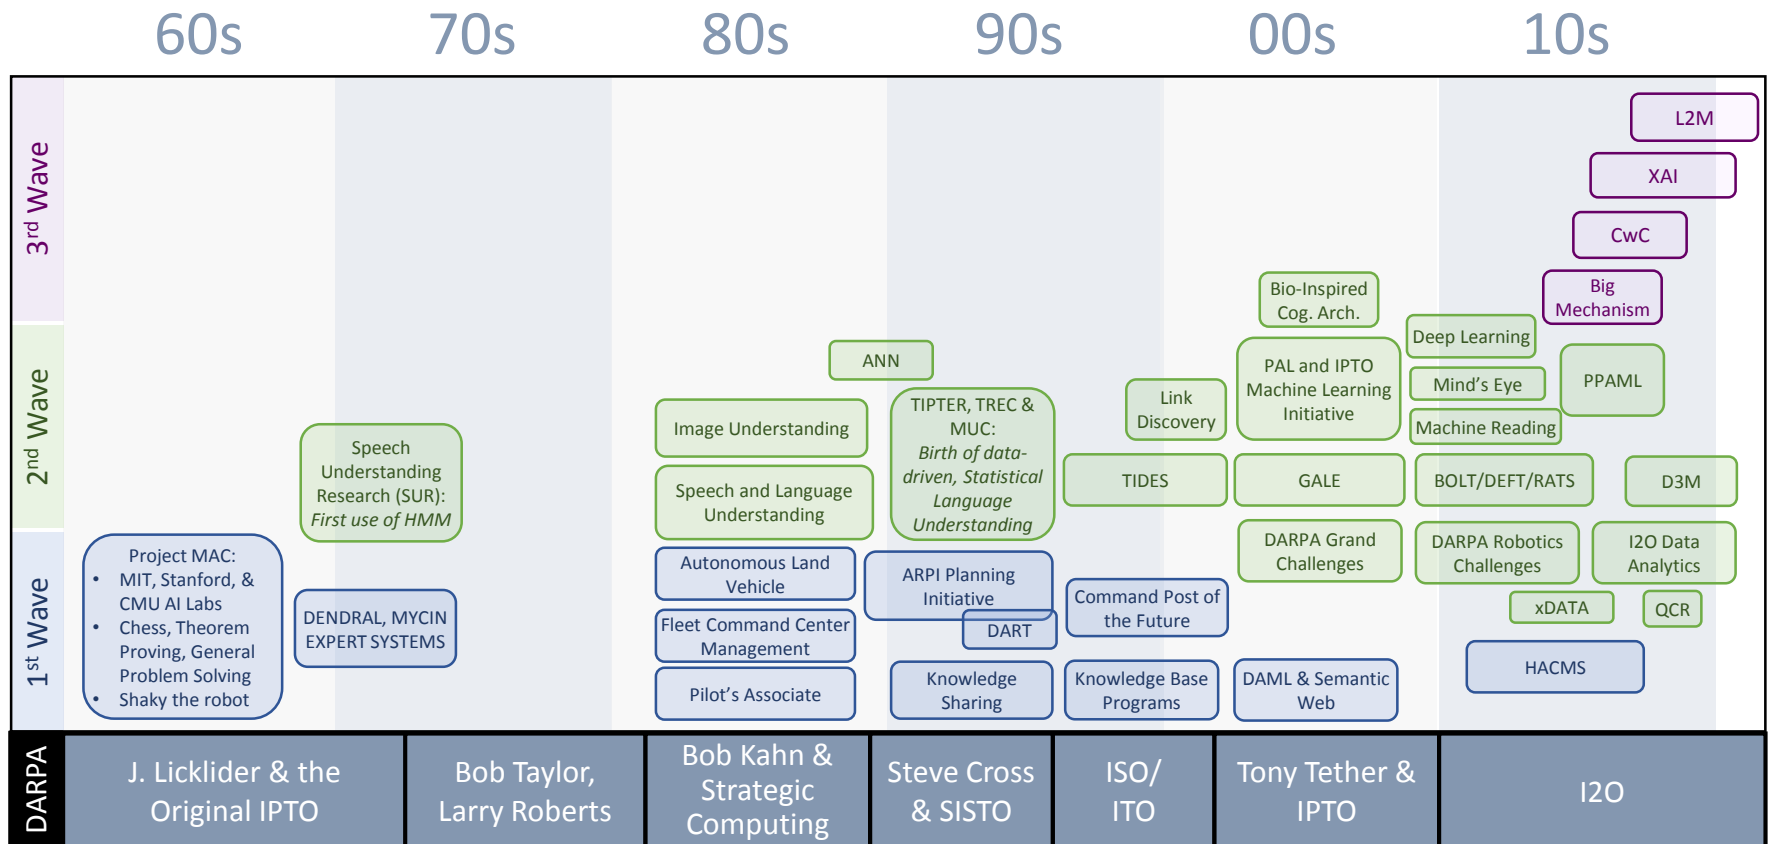 60s
70s
80s
90s
00s
10s
3rd Wave
L2M
XAI
CwC
Big
Mechanism
2nd Wave
Bio-Inspired
Cog. Arch.
Deep Learning
ANN
PAL and IPTO
Machine Learning
Initiative
Mind's Eye
PPAML
Link
Discovery
TIPTER, TREC &
MUC:
Birth of data-
driven, Statistical
Language
Understanding
Machine Reading
Image Understanding
Speech
Understanding
Research (SUR):
First use of HMM
Speech and Language
Understanding
TIDES
GALE
BOLT/DEFT/RATS
D3M
DARPA Grand
Challenges
DARPA Robotics
Challenges
I2O Data
Analytics
xDATA
QCR
1st Wave
Project MAC:
• MIT, Stanford, &
CMU AI Labs
• Chess, Theorem
Proving, General
Problem Solving
• Shaky the robot
DENDRAL, MYCIN
EXPERT SYSTEMS
Autonomous Land
Vehicle
Fleet Command Center
Management
Pilot's Associate
ARPI Planning
Initiative
DART
Knowledge
Sharing
Command Post of
the Future
Knowledge Base
Programs
DAML & Semantic
Web
HACMS
DARPA
J. Licklider & the
Original IPTO
Bob Taylor,
Larry Roberts
Bob Kahn &
Strategic
Computing
Steve Cross
& SISTO
ISO/
ITO
Tony Tether &
IPTO
I2O